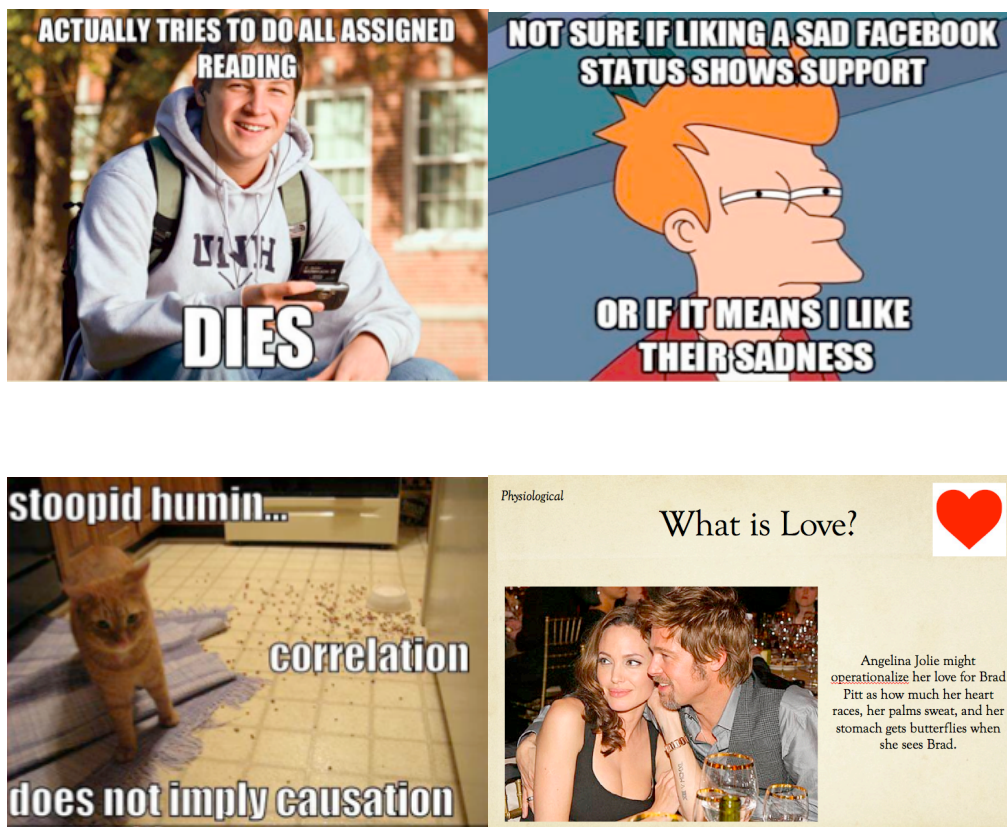 ACTUALLY TRIES TO DO ALL ASSIGNED
READING
UNH
DIES
NOT SURE IF LIKING A SAD FACEBOOK
STATUS SHOWS SUPPORT
OR IF IT MEANS I LIKE
THEIR SADNESS
stoopid humin...
correlation
does not imply causation
Physiological
What is Love?
Angelina Jolie might
operationalize her love for Brad
Pitt as how much her heart
races, her palms sweat, and her
stomach gets butterflies when
she sees Brad.